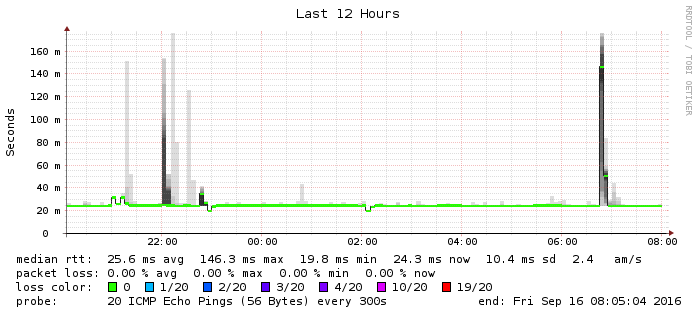 Last 12 Hours
RRDTOOL / TOBI OETIKER
Seconds
160 m
140 m
120 m
100 m
80 m
60 m
40 m
20 m
0
22:00 00:00 02:00 04:00 06:00 08:00
median rtt: 25.6 ms avg 146.3 ms max 19.8 ms min 24.3 ms now 10.4 ms sd 2.4 am/s
packet loss: 0.00 % avg 0.00 % max 0.00 % min 0.00 % now
loss color: 0 1/20 2/20 3/20 4/20 10/20 19/20
probe: 20 ICMP Echo Pings (56 Bytes) every 300s end: Fri Sep 16 08:05:04 2016